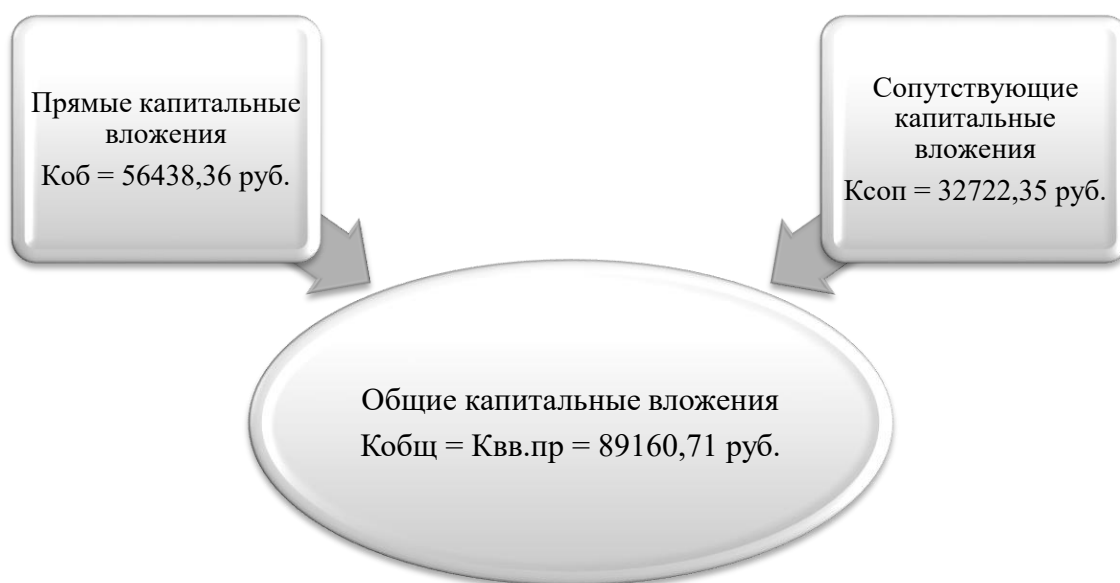 Прямые капитальные
вложения
Коб = 56438,36 руб.
Сопутствующие
капитальные
вложения
Ксоп = 32722,35 руб.
Общие капитальные вложения
Кобщ = Квв.пр = 89160,71 руб.